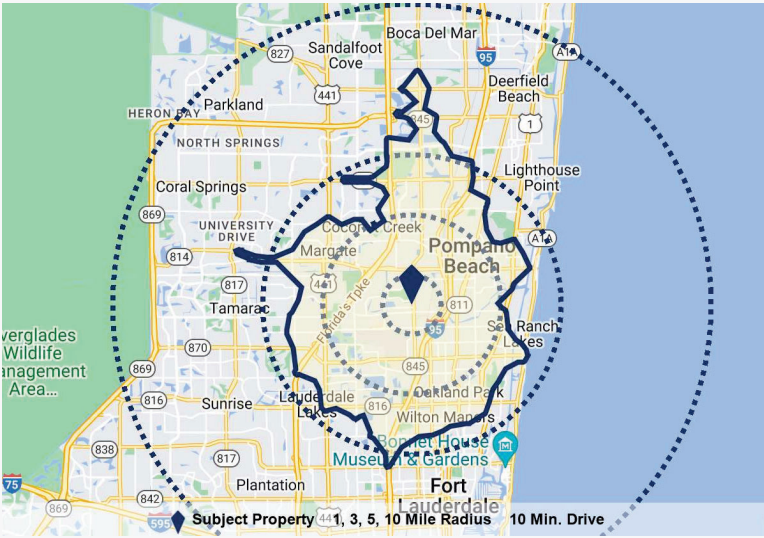 Boca Del Mar
827
Sandalfoot
Cove
95
A1A
441
Deerfield
Beach
Parkland
HERON BAY
845
1
NORTH SPRINGS
Lighthouse
Point
Coral Springs
869
UNIVERSITY
DRIVE
Coconut Creek
A1A
Margate
Pompano
Beach
814
817
441
Florida's Tpke
811
Tamarac
95
Sea Ranch
Lakes
verglades
Wildlife
anagement
Area...
870
869
845
816
Sunrise
Lauderdale
Lakes
816
Oakland Park
Wilton Manors
838
817
Bonnet House
Museum & Gardens
75
Plantation
Fort
Lauderdale
842
869
595
441
Subject Property
1, 3, 5, 10 Mile Radius
10 Min. Drive